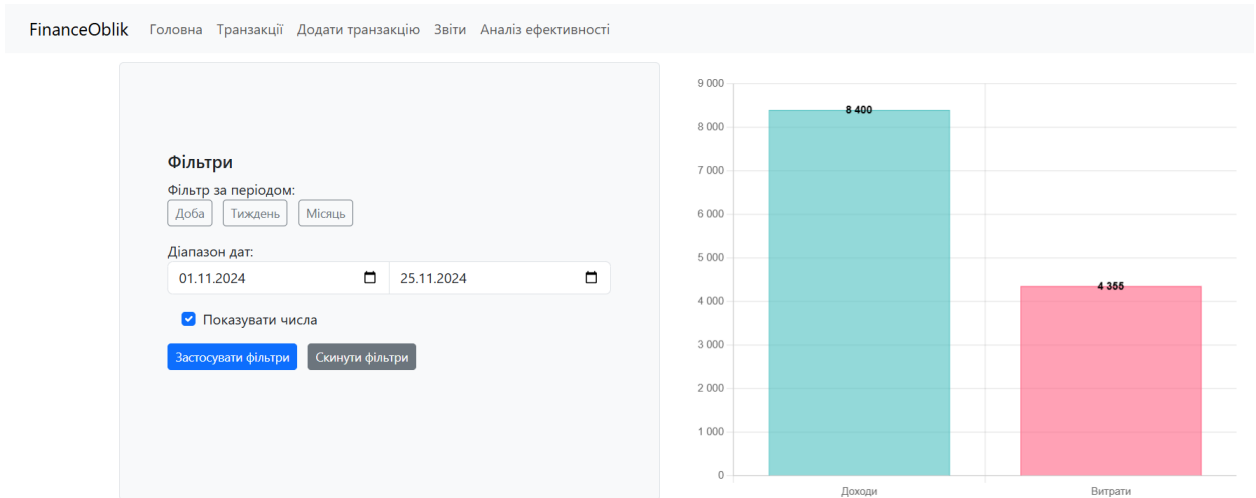 FinanceOblik Головна Транзакції Додати транзакцію Звіти Аналіз ефективності
Фільтри
Фільтр за періодом:
Доба Тиждень Місяць
Діапазон дат:
01.11.2024 25.11.2024
Показувати числа
Застосувати фільтри Скинути фільтри
9 000
8 000
7 000
6 000
5 000
4 000
3 000
2 000
1 000
0
8 400
4 355
Доходи Витрати